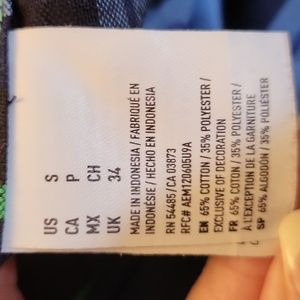 US S
CA P
MX CH
UK 34
MADE IN INDONESIA / FABRIQUÉ EN
INDONÉSIE / HECHO EN INDONESIA
RN 54485 / CA 03873
RFC# AEM120605U9A
EN 65% COTTON / 35% POLYESTER /
EXCLUSIVE OF DECORATION
FR 65% COTON / 35% POLYESTER /
À L'EXCEPTION DE LA GARNITURE
SP 65% ALGODÓN / 35% POLIÉSTER